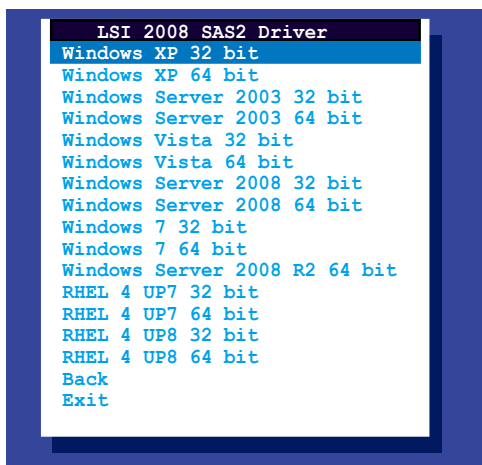 LSI 2008 SAS2 Driver
Windows XP 32 bit
Windows XP 64 bit
Windows Server 2003 32 bit
Windows Server 2003 64 bit
Windows Vista 32 bit
Windows Vista 64 bit
Windows Server 2008 32 bit
Windows Server 2008 64 bit
Windows 7 32 bit
Windows 7 64 bit
Windows Server 2008 R2 64 bit
RHEL 4 UP7 32 bit
RHEL 4 UP7 64 bit
RHEL 4 UP8 32 bit
RHEL 4 UP8 64 bit
Back
Exit